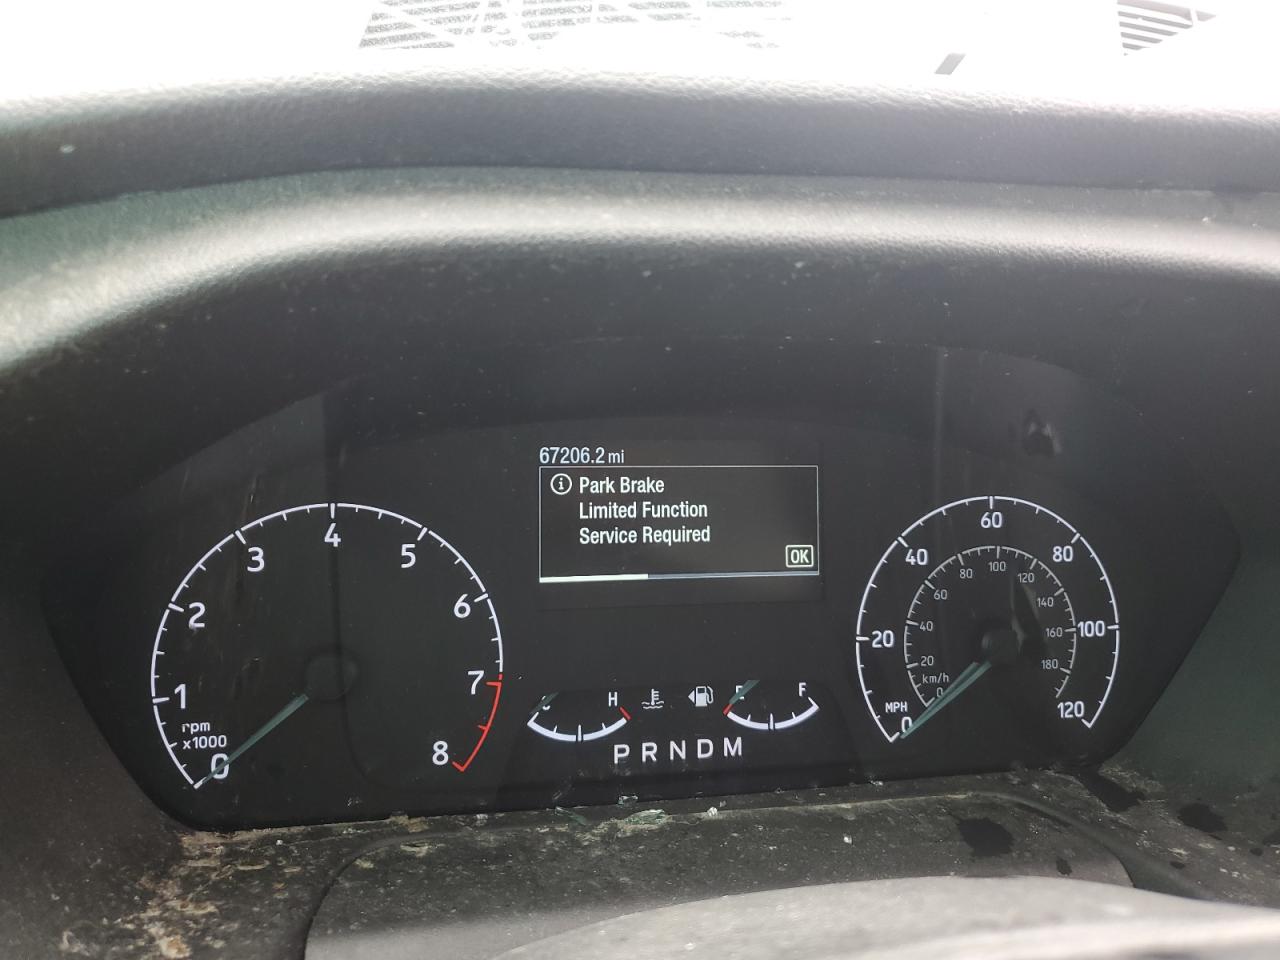 67206.2 mi
i Park Brake
Limited Function
Service Required
OK
0 1 2 3 4 5 6 7 8
rpm
x1000
H
E F
P R N D M
0 20 40 60 80 100 120
MPH
0 20 40 60 80 100 120 140 160 180
km/h